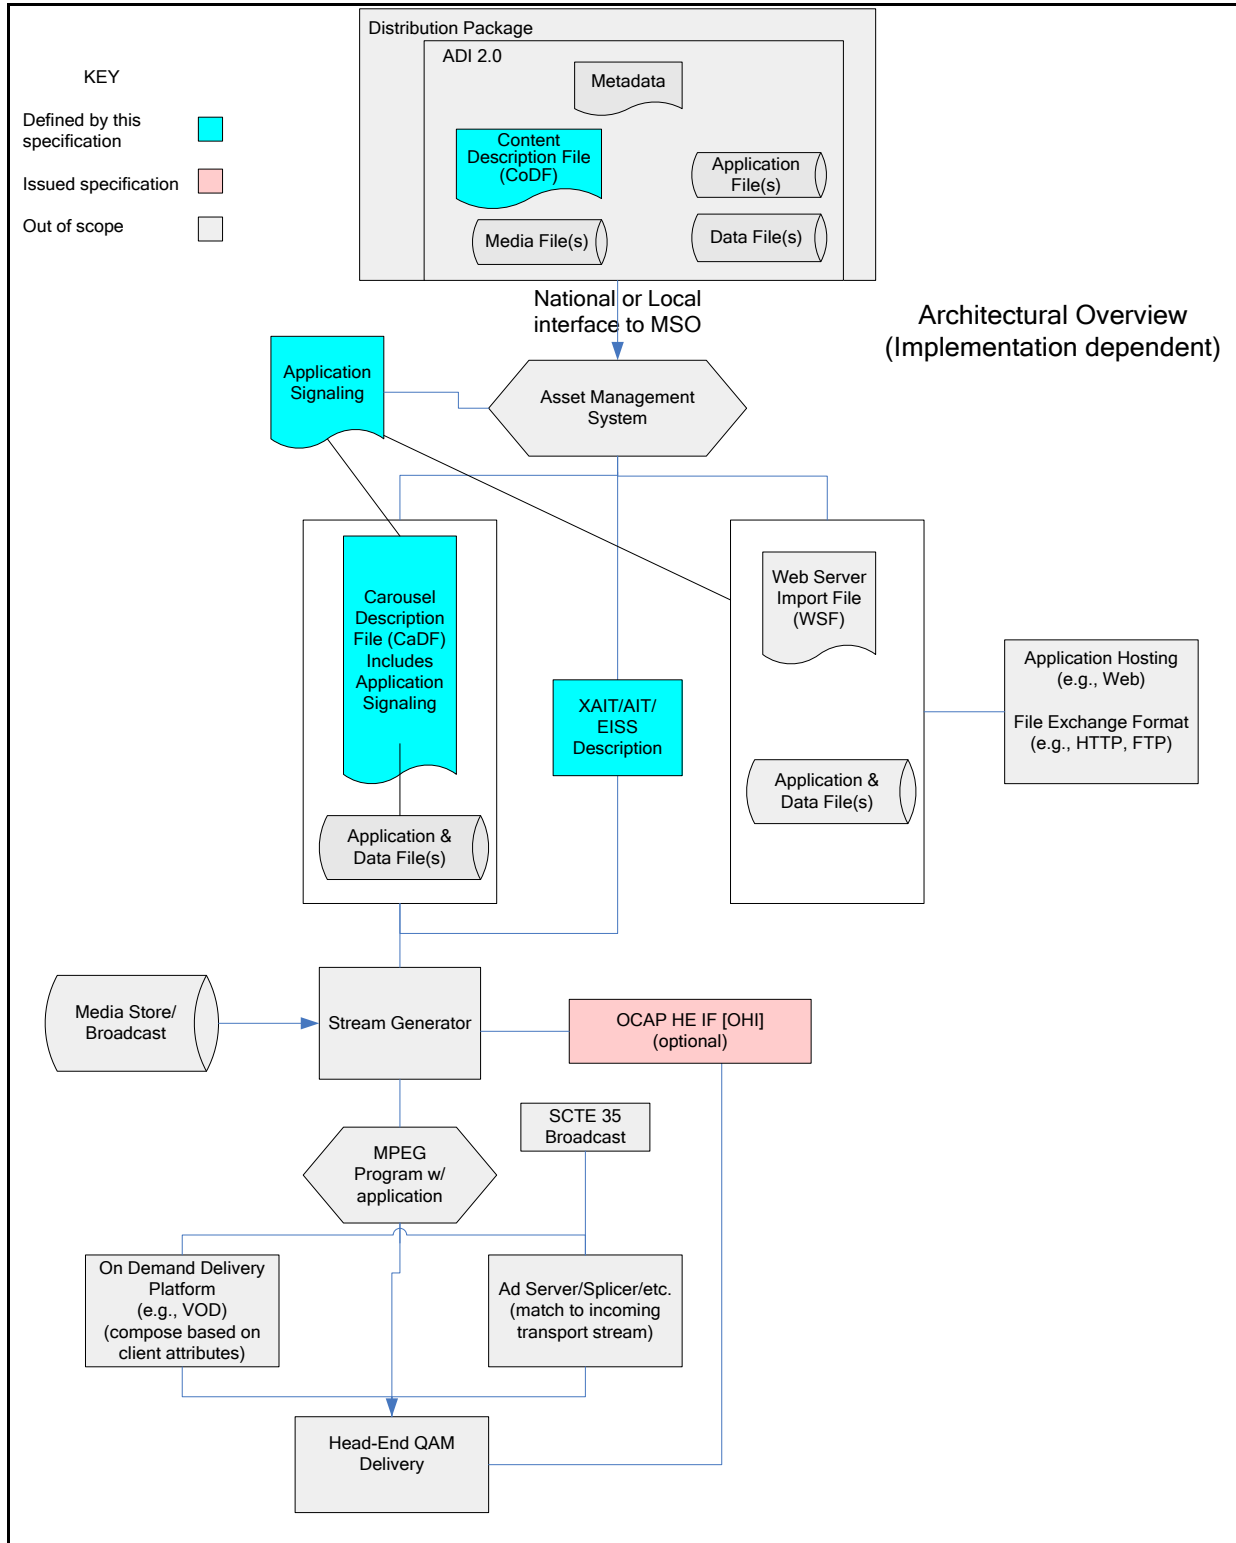 Distribution Package
ADI 2.0
KEY
Metadata
Defined by this
specification
Content
Description File
(CoDF)
Application
File(s)
Issued specification
Out of scope
Media File(s)
Data File(s)
National or Local
interface to MSO
Architectural Overview
(Implementation dependent)
Application
Signaling
Asset Management
System
Carousel
Description
File (CaDF)
Includes
Application
Signaling
Web Server
Import File
(WSF)
XAIT/AIT/
EISS
Description
Application Hosting
(e.g., Web)
File Exchange Format
(e.g., HTTP, FTP)
Application &
Data File(s)
Application &
Data File(s)
Media Store/
Broadcast
Stream Generator
OCAP HE IF [OHI]
(optional)
SCTE 35
Broadcast
MPEG
Program w/
application
On Demand Delivery
Platform
(e.g., VOD)
(compose based on
client attributes)
Ad Server/Splicer/etc.
(match to incoming
transport stream)
Head-End QAM
Delivery